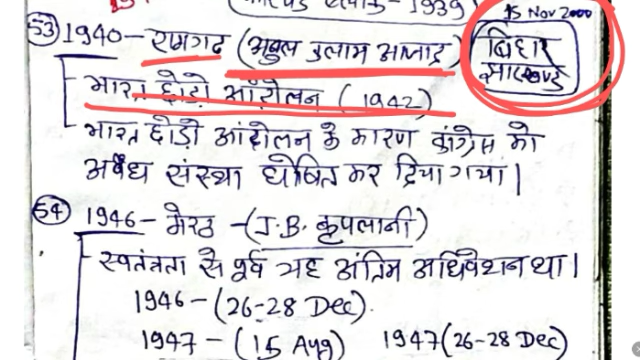 (फारवर्ड ब्लॉक-1939)
15 Nov 2000
53) 1940- रामगढ़ (अबुल कलाम आजाद)
बिहार
झारखण्ड
भारत छोड़ो आंदोलन (1942)
भारत छोड़ो आंदोलन के कारण कांग्रेस को
अवैध संस्था घोषित कर दिया गया।
54) 1946- मेरठ -(J.B. कृपलानी)
स्वतंत्रता से पूर्व यह अंतिम अधिवेशन था।
1946-(26-28 Dec)
1947-(15 Aug) 1947(26-28 Dec)